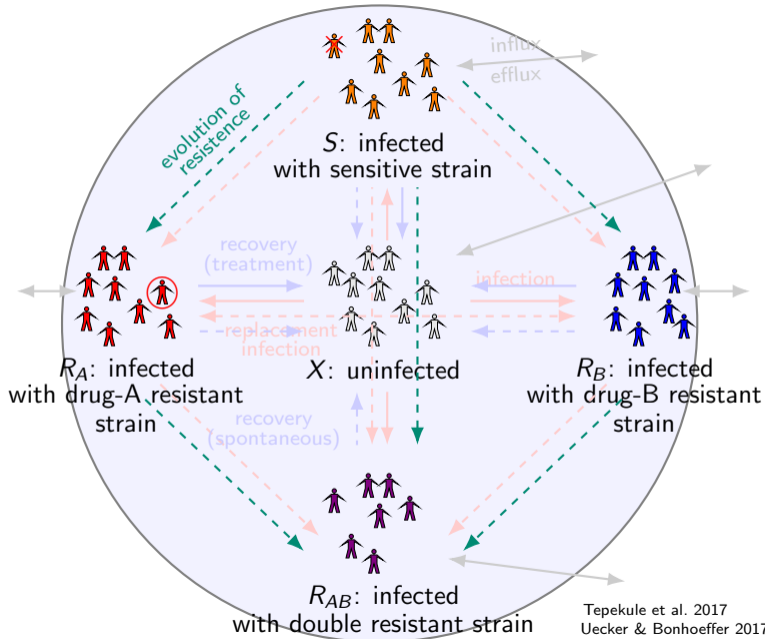 influx
efflux
evolution of
resistence
S: infected
with sensitive strain
recovery
(treatment)
infection
replacement
infection
R_A: infected
with drug-A resistant
strain
X: uninfected
R_B: infected
with drug-B resistant
strain
recovery
(spontaneous)
R_AB: infected
with double resistant strain
Tepekule et al. 2017
Uecker & Bonhoeffer 2017